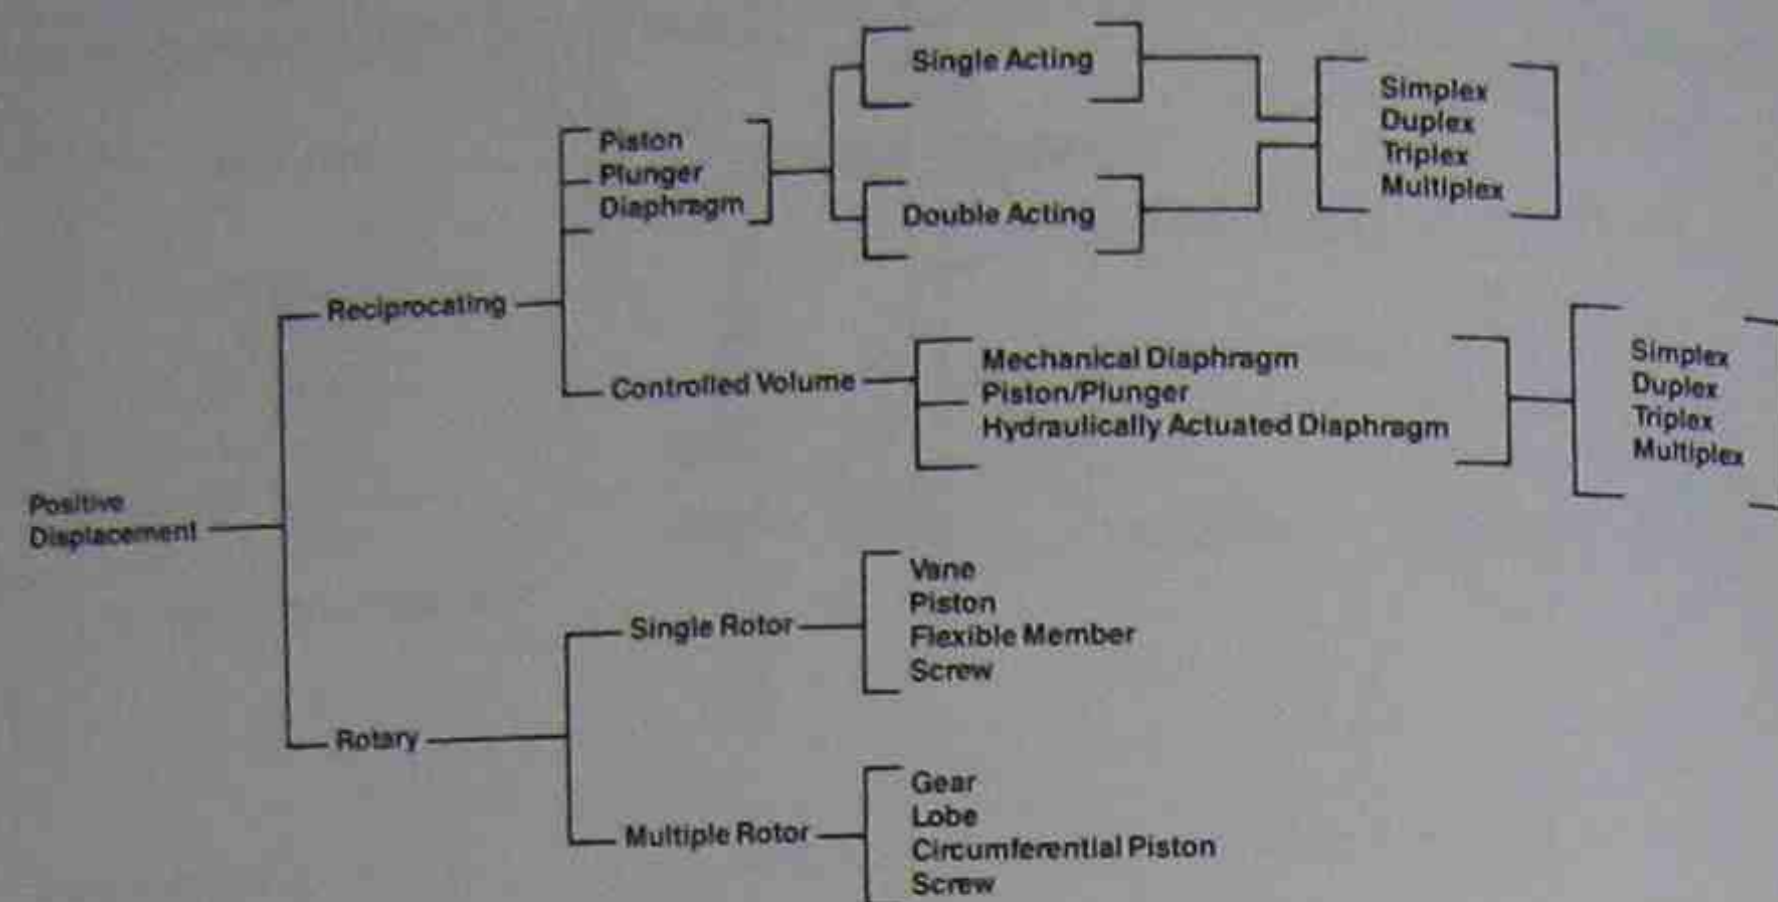 Positive
Displacement
Reciprocating
Piston
Plunger
Diaphragm
Single Acting
Double Acting
Simplex
Duplex
Triplex
Multiplex
Controlled Volume
Mechanical Diaphragm
Piston/Plunger
Hydraulically Actuated Diaphragm
Simplex
Duplex
Triplex
Multiplex
Rotary
Single Rotor
Vane
Piston
Flexible Member
Screw
Multiple Rotor
Gear
Lobe
Circumferential Piston
Screw